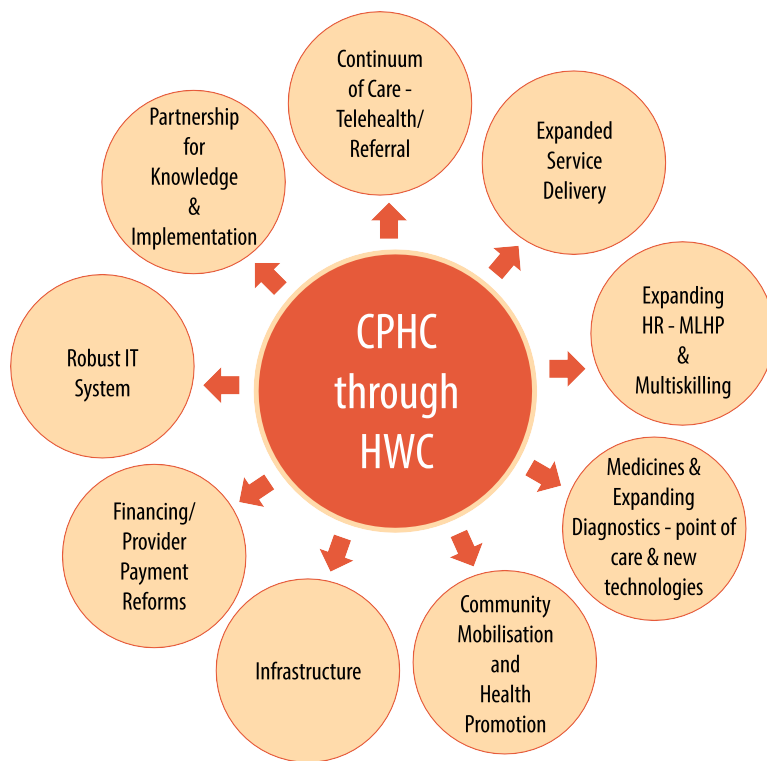 Continuum
of Care -
Telehealth/
Referral
Expanded
Service
Delivery
Expanding
HR - MLHP
&
Multiskilling
Medicines &
Expanding
Diagnostics - point of
care & new
technologies
Community
Mobilisation
and
Health
Promotion
Infrastructure
Financing/
Provider
Payment
Reforms
Robust IT
System
Partnership
for
Knowledge
&
Implementation
CPHC
through
HWC